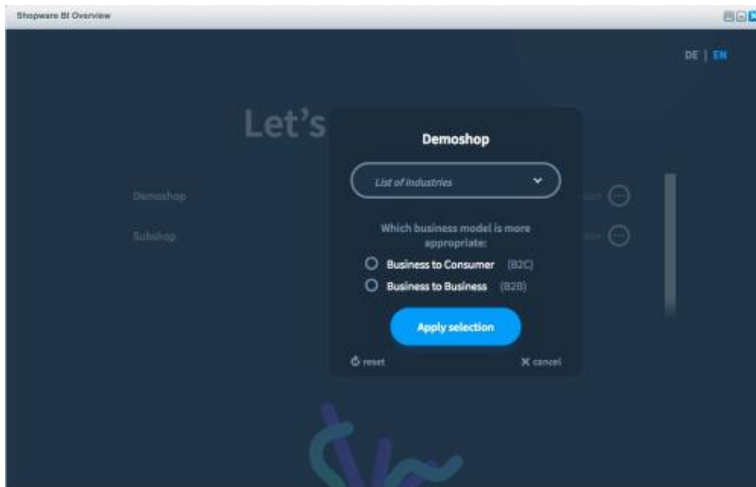 Shopware BI Overview
DE | EN
Let's
Demoshop
List of industries
Demoshop
Subshop
Which business model is more
appropriate:
Business to Consumer (B2C)
Business to Business (B2B)
Apply selection
reset
cancel